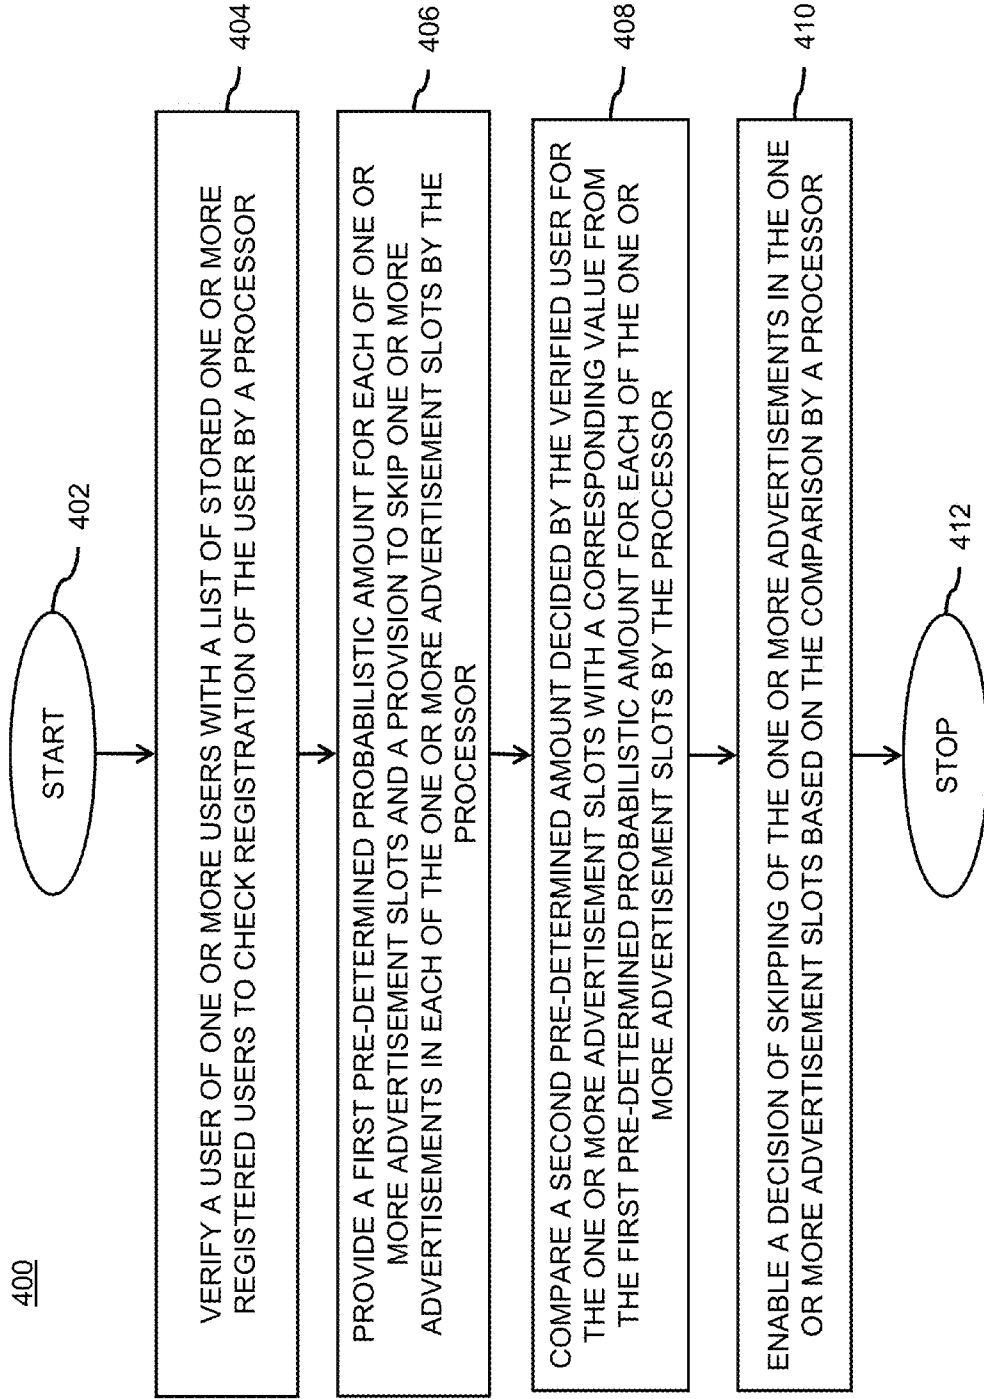 400
START
402
VERIFY A USER OF ONE OR MORE USERS WITH A LIST OF STORED ONE OR MORE
REGISTERED USERS TO CHECK REGISTRATION OF THE USER BY A PROCESSOR
404
PROVIDE A FIRST PRE-DETERMINED PROBABILISTIC AMOUNT FOR EACH OF ONE OR
MORE ADVERTISEMENT SLOTS AND A PROVISION TO SKIP ONE OR MORE
ADVERTISEMENTS IN EACH OF THE ONE OR MORE ADVERTISEMENT SLOTS BY THE
PROCESSOR
406
COMPARE A SECOND PRE-DETERMINED AMOUNT DECIDED BY THE VERIFIED USER FOR
THE ONE OR MORE ADVERTISEMENT SLOTS WITH A CORRESPONDING VALUE FROM
THE FIRST PRE-DETERMINED PROBABILISTIC AMOUNT FOR EACH OF THE ONE OR
MORE ADVERTISEMENT SLOTS BY THE PROCESSOR
408
ENABLE A DECISION OF SKIPPING OF THE ONE OR MORE ADVERTISEMENTS IN THE ONE
OR MORE ADVERTISEMENT SLOTS BASED ON THE COMPARISON BY A PROCESSOR
410
STOP
412